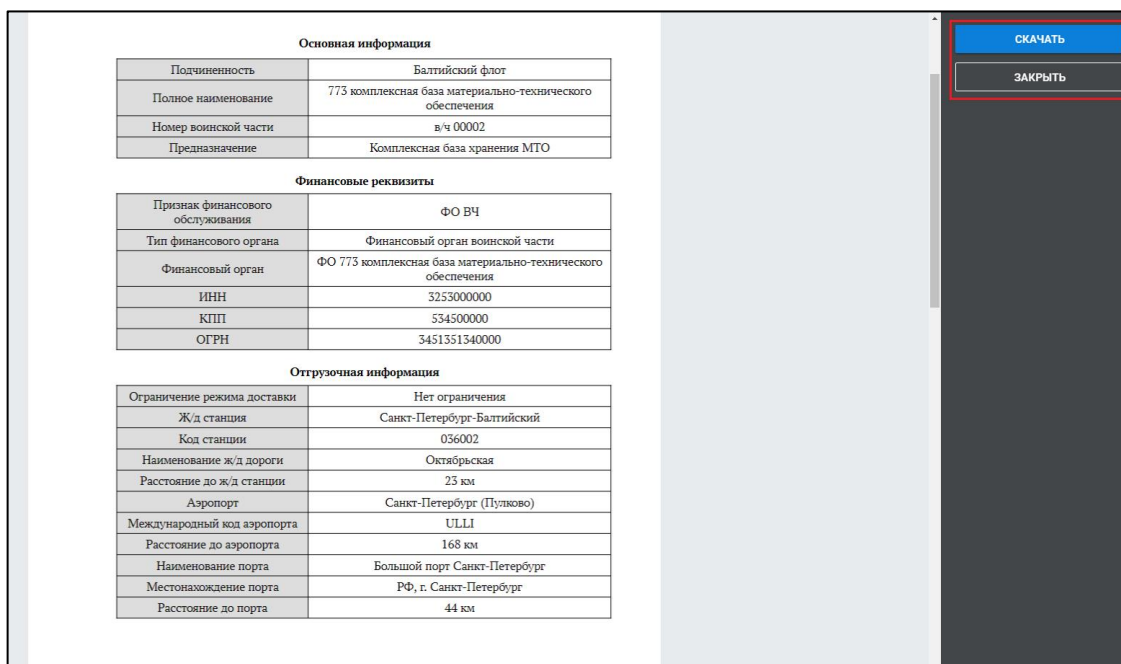 Основная информация
Подчиненность Балтийский флот
Полное наименование 773 комплексная база материально-технического
обеспечения
Номер воинской части в/ч 00002
Предназначение Комплексная база хранения МТО
Финансовые реквизиты
Признак финансового
обслуживания ФО ВЧ
Тип финансового органа Финансовый орган воинской части
Финансовый орган ФО 773 комплексная база материально-технического
обеспечения
ИНН 3253000000
КПП 534500000
ОГРН 3451351340000
Отгрузочная информация
Ограничение режима доставки Нет ограничения
Ж/д станция Санкт-Петербург-Балтийский
Код станции 036002
Наименование ж/д дороги Октябрьская
Расстояние до ж/д станции 23 км
Аэропорт Санкт-Петербург (Пулково)
Международный код аэропорта ULLI
Расстояние до аэропорта 168 км
Наименование порта Большой порт Санкт-Петербург
Местонахождение порта РФ, г. Санкт-Петербург
Расстояние до порта 44 км
СКАЧАТЬ
ЗАКРЫТЬ